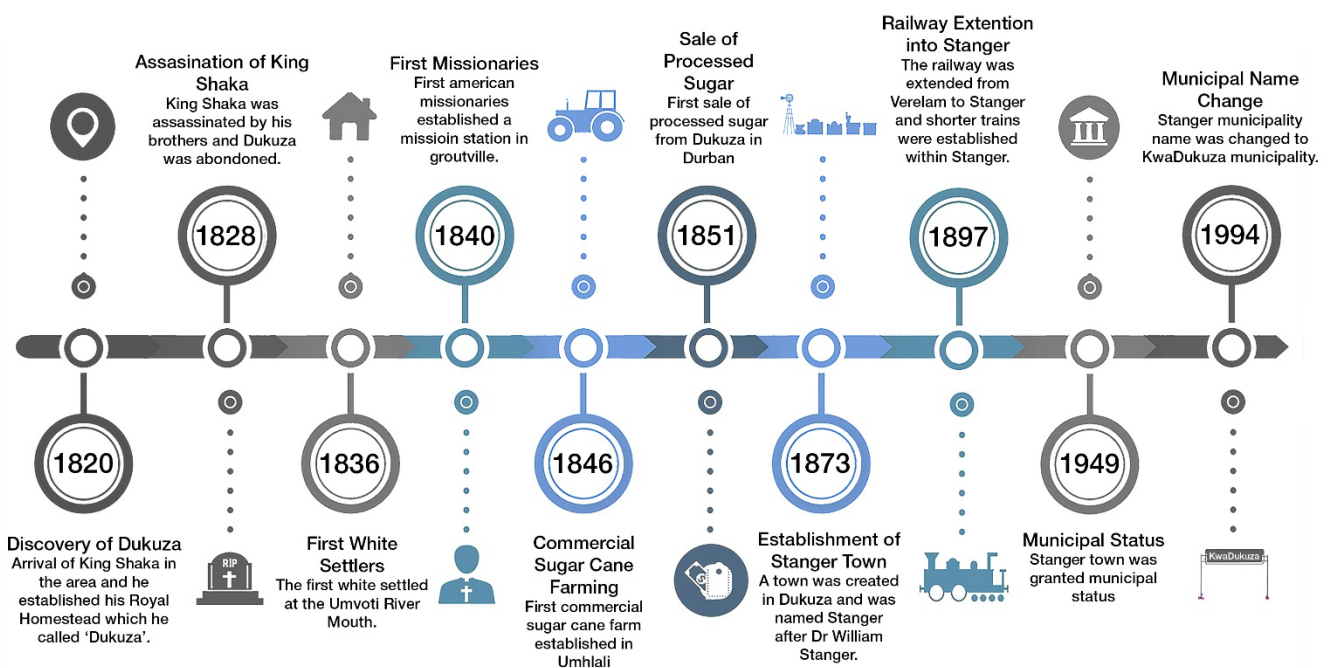 Discovery of Dukuza
Arrival of King Shaka in
the area and he
established his Royal
Homestead which he
called ‘Dukuza’.
1820
Assasination of King
Shaka
King Shaka was
assassinated by his
brothers and Dukuza
was abondoned.
1828
RIP
1836
First White
Settlers
The first white settled
at the Umvoti River
Mouth.
First Missionaries
First american
missionaries
established a
missioin station in
groutville.
1840
1846
Commercial
Sugar Cane
Farming
First commercial
sugar cane farm
established in
Umhlali
Sale of
Processed
Sugar
First sale of
processed sugar
from Dukuza in
Durban
1851
$
1873
Establishment of
Stanger Town
A town was created
in Dukuza and was
named Stanger
after Dr William
Stanger.
Railway Extention
into Stanger
The railway was
extended from
Verelam to Stanger
and shorter trains
were established
within Stanger.
1897
1949
Municipal Status
Stanger town was
granted municipal
status
Municipal Name
Change
Stanger municipality
name was changed to
KwaDukuza municipality.
1994
KwaDukuza